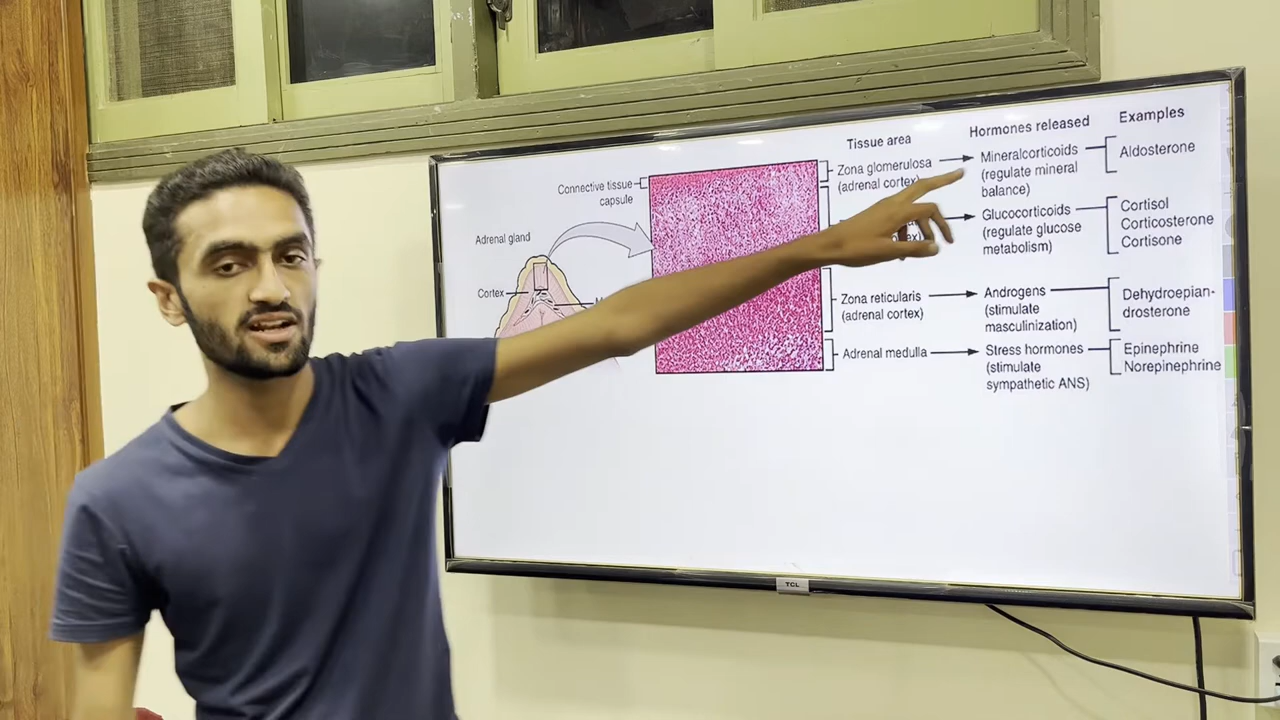 Tissue area
Hormones released
Examples
Connective tissue
capsule
Adrenal gland
Cortex
Zona glomerulosa
(adrenal cortex)
Mineralcorticoids
(regulate mineral
balance)
Aldosterone
Glucocorticoids
(regulate glucose
metabolism)
Cortisol
Corticosterone
Cortisone
Zona reticularis
(adrenal cortex)
Androgens
(stimulate
masculinization)
Dehydroepian-
drosterone
Adrenal medulla
Stress hormones
(stimulate
sympathetic ANS)
Epinephrine
Norepinephrine
TCL